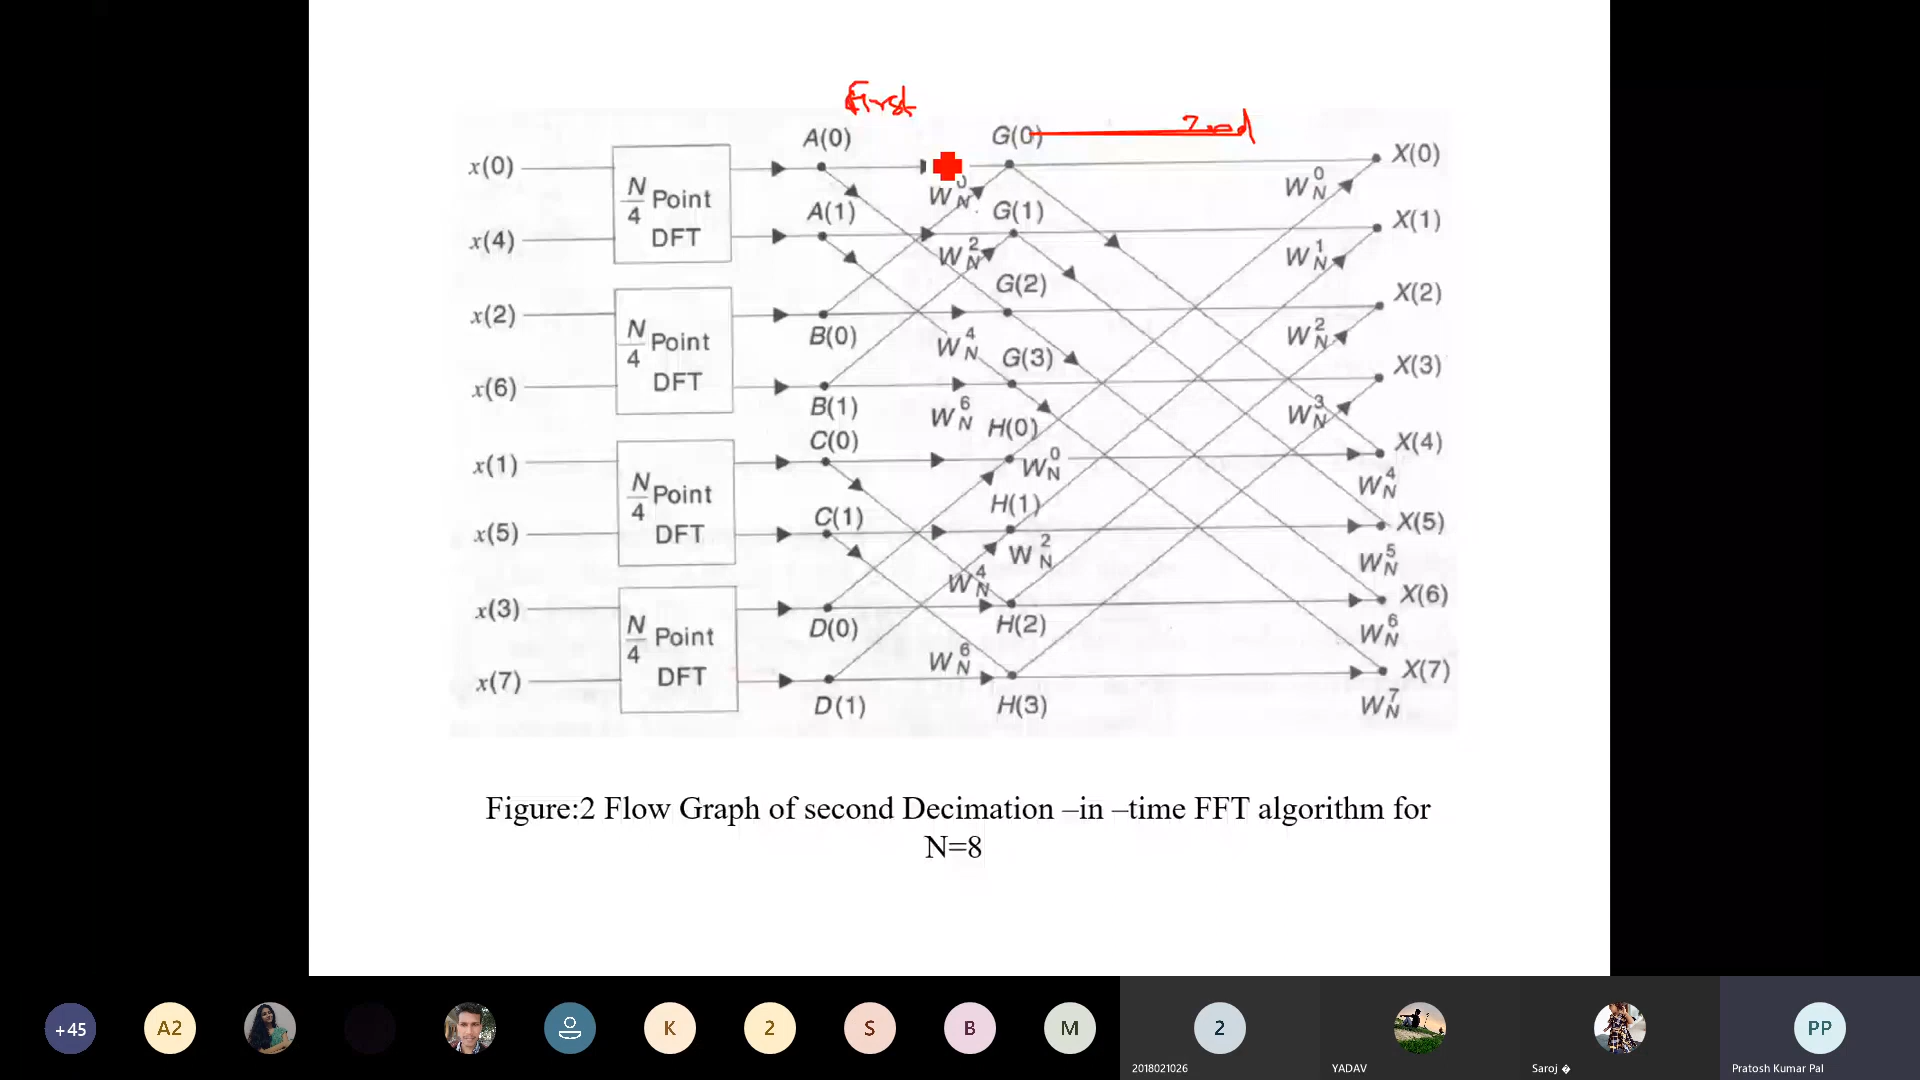 First
2nd
A(0)
G(0)
x(0)
X(0)
N/4 Point DFT
W_N^0
W_N^0
A(1)
G(1)
x(4)
X(1)
W_N^2
W_N^1
G(2)
x(2)
X(2)
N/4 Point DFT
B(0)
W_N^4
W_N^2
G(3)
x(6)
X(3)
B(1)
W_N^6
W_N^3
H(0)
C(0)
X(4)
x(1)
W_N^0
W_N^4
N/4 Point DFT
H(1)
C(1)
X(5)
x(5)
W_N^2
W_N^5
W_N^4
x(3)
X(6)
N/4 Point DFT
D(0)
H(2)
W_N^6
W_N^6
x(7)
X(7)
D(1)
H(3)
W_N^7
Figure:2 Flow Graph of second Decimation –in –time FFT algorithm for
N=8
+45
A2
K
2
S
B
M
2
PP
2018021026
YADAV
Saroj �
Pratosh Kumar Pal